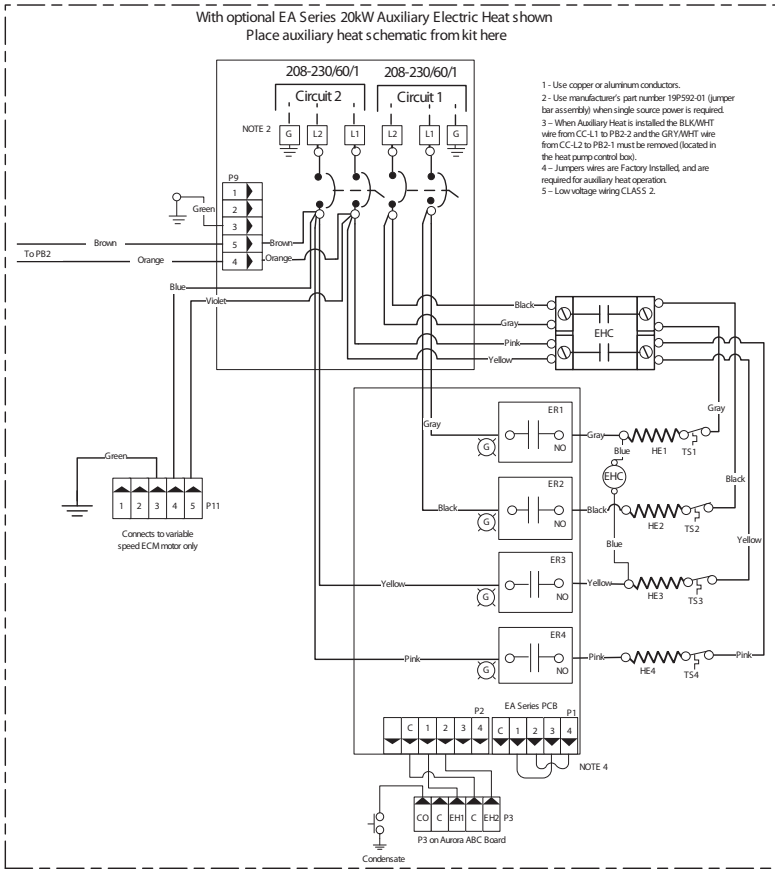 With optional EA Series 20kW Auxiliary Electric Heat shown
Place auxiliary heat schematic from kit here
208-230/60/1
208-230/60/1
Circuit 2
Circuit 1
NOTE 2
G
L2
L1
L2
L1
G
1 - Use copper or aluminum conductors.
2 - Use manufacturer's part number 19P592-01 (jumper
bar assembly) when single source power is required.
3 – When Auxiliary Heat is installed the BLK/WHT
wire from CC-L1 to PB2-2 and the GRY/WHT wire
from CC-L2 to PB2-1 must be removed (located in
the heat pump control box).
4 – Jumpers wires are Factory Installed, and are
required for auxiliary heat operation.
5 – Low voltage wiring CLASS 2.
P9
1
2
3
5
4
Green
Brown
To PB2
Orange
Brown
Orange
Blue
Violet
Black
Gray
Pink
Yellow
EHC
Green
1
2
3
4
5
P11
Connects to variable
speed ECM motor only
Gray
Black
Yellow
Pink
G
ER1
NO
G
ER2
NO
G
ER3
NO
G
ER4
NO
Gray
Blue
HE1
TS1
Gray
EHC
Black
HE2
TS2
Black
Blue
Yellow
HE3
TS3
Yellow
Pink
HE4
TS4
Pink
EA Series PCB
P2
C
1
2
3
4
P1
C
1
2
3
4
NOTE 4
CO
C
EH1
C
EH2
P3
P3 on Aurora ABC Board
Condensate